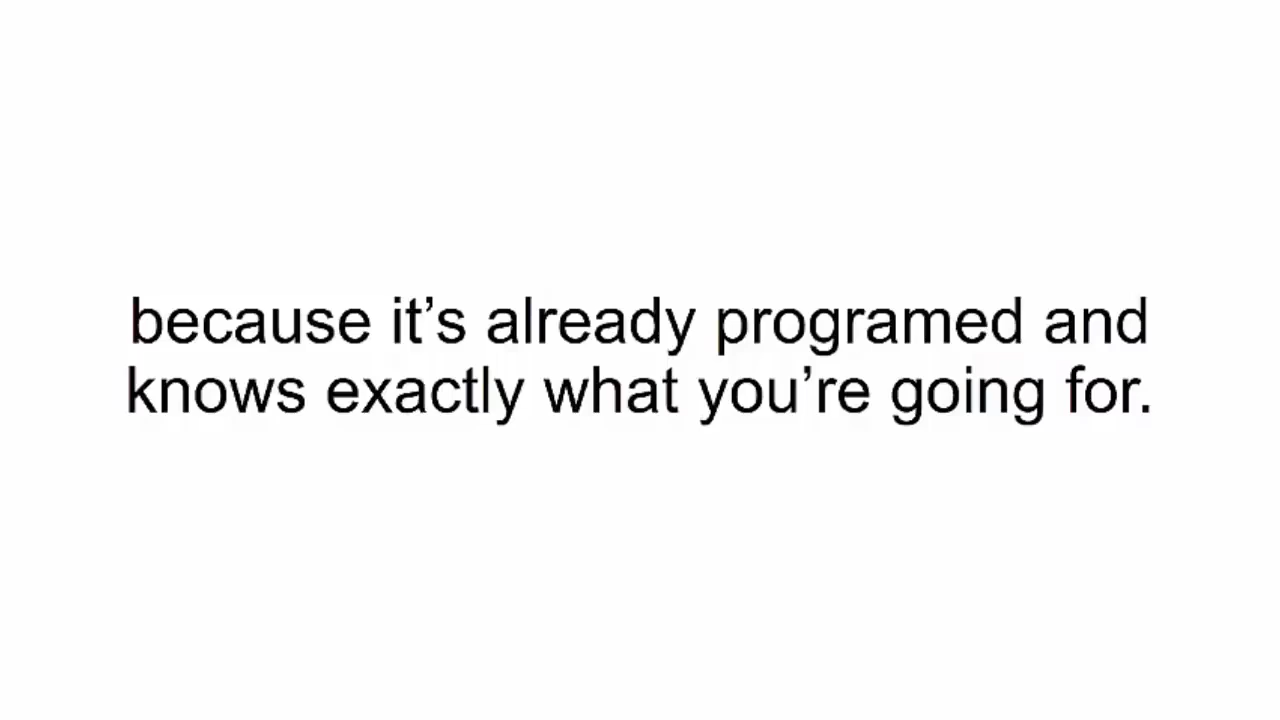 because it’s already programed and
knows exactly what you’re going for.